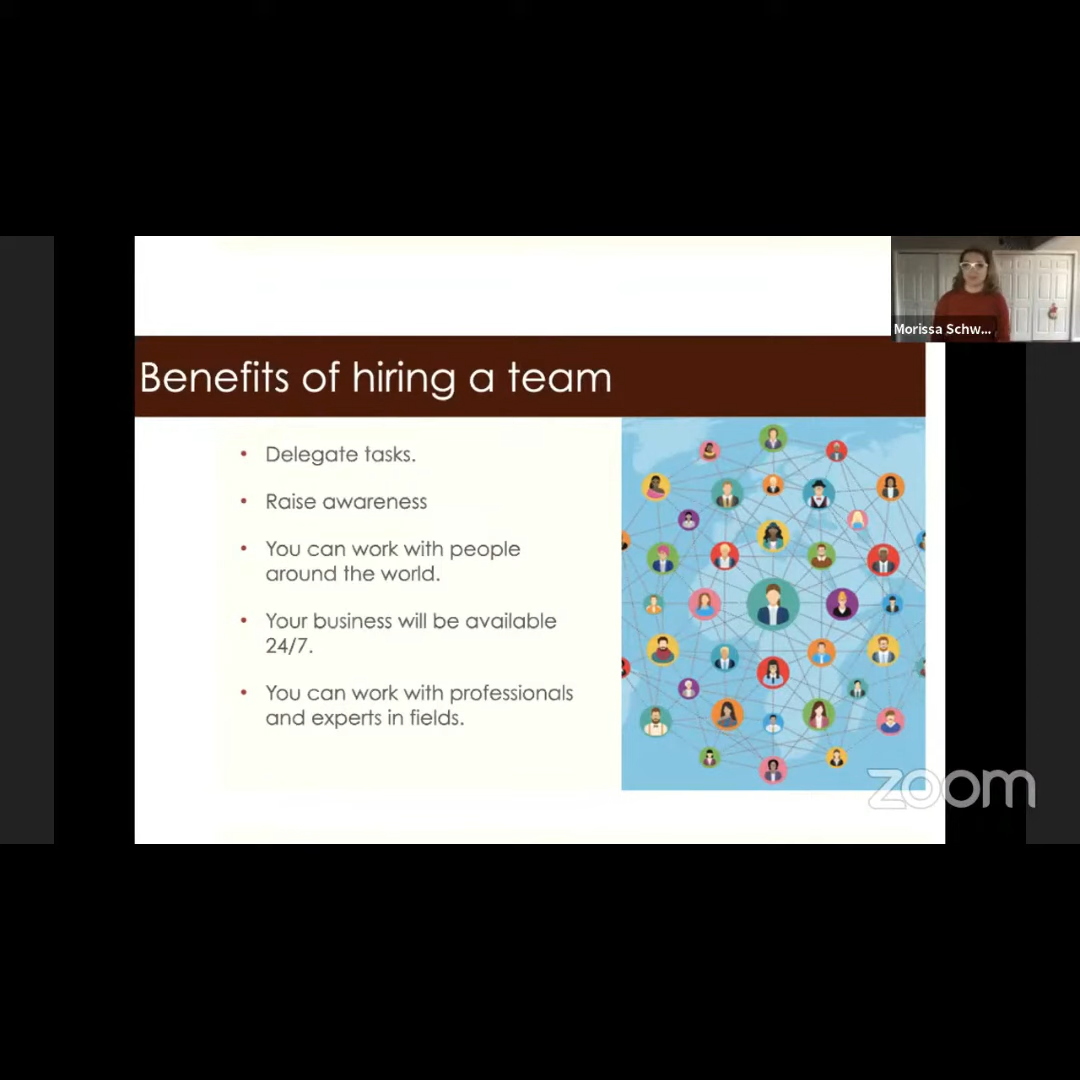 Morissa Schw...
Benefits of hiring a team
• Delegate tasks.
• Raise awareness
• You can work with people
around the world.
• Your business will be available
24/7.
• You can work with professionals
and experts in fields.
zoom